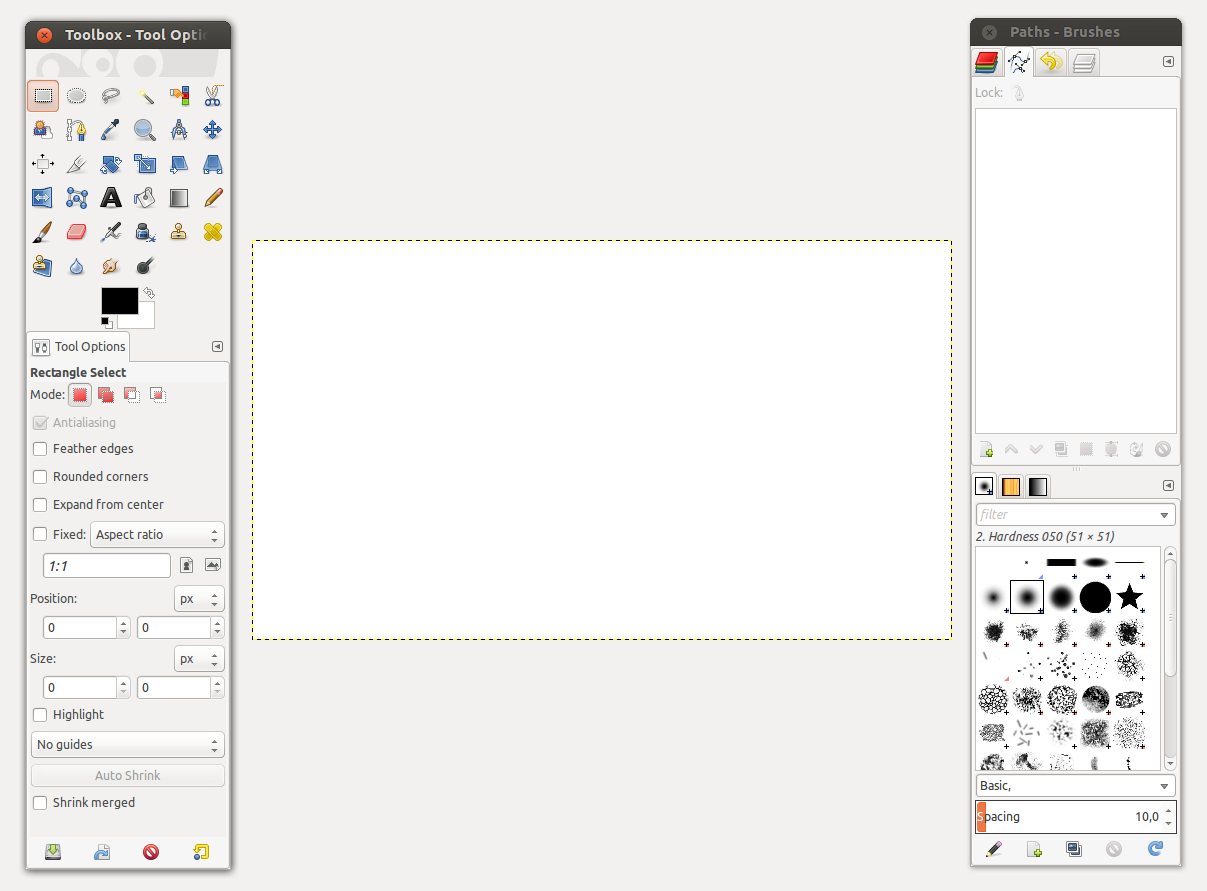 Toolbox - Tool Opti
Tool Options
Rectangle Select
Mode:
Antialiasing
Feather edges
Rounded corners
Expand from center
Fixed: Aspect ratio
1:1
Position: px
0 0
Size: px
0 0
Highlight
No guides
Auto Shrink
Shrink merged
Paths - Brushes
Lock:
filter
2. Hardness 050 (51 × 51)
Basic,
Spacing 10,0